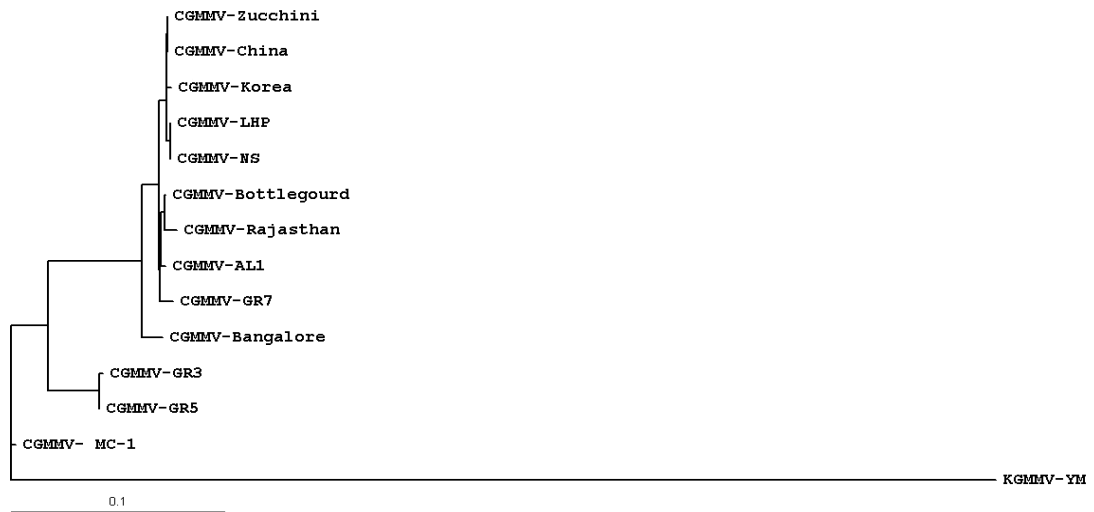 CGMMV-Zucchini
CGMMV-China
CGMMV-Korea
CGMMV-LHP
CGMMV-NS
CGMMV-Bottlegourd
CGMMV-Rajasthan
CGMMV-AL1
CGMMV-GR7
CGMMV-Bangalore
CGMMV-GR3
CGMMV-GR5
CGMMV- MC-1
KGMMV-YM
0.1